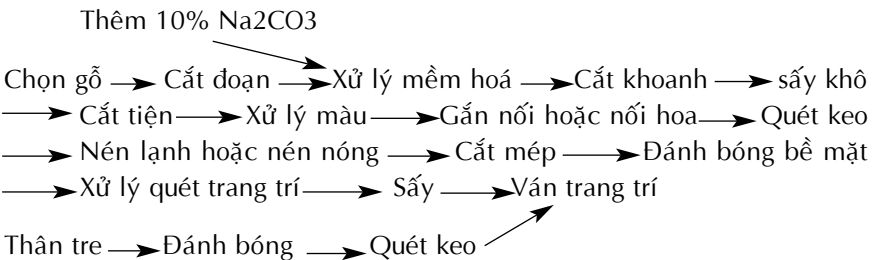 Thêm 10% Na2CO3
Chọn gỗ Cắt đoạn Xử lý mềm hoá Cắt khoanh sấy khô
Cắt tiện Xử lý màu Gắn nối hoặc nối hoa Quét keo
Nén lạnh hoặc nén nóng Cắt mép Đánh bóng bề mặt
Xử lý quét trang trí Sấy Ván trang trí
Thân tre Đánh bóng Quét keo